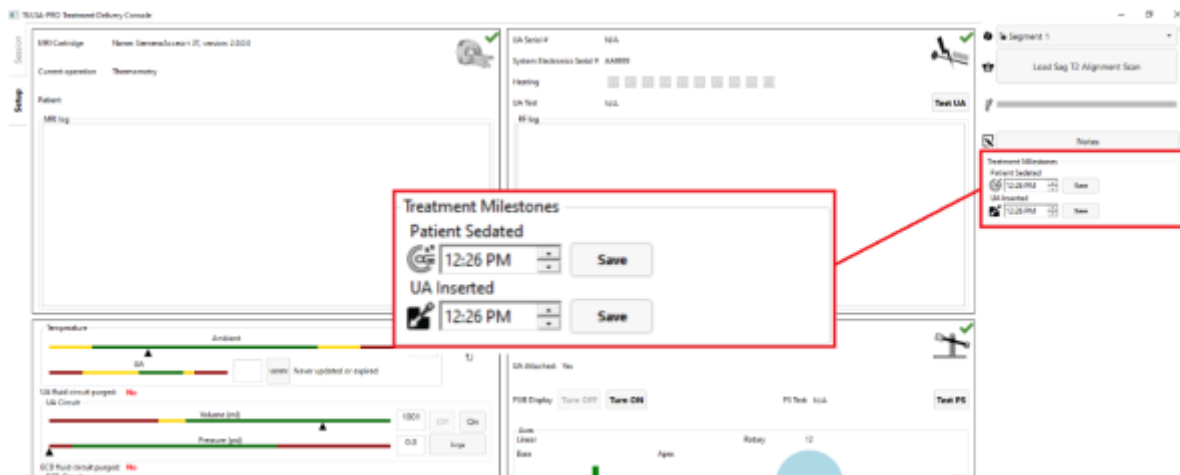 TULSA-PRO Treatment Delivery Console
Session
Setup
MRI Cartridge
Current operation Thermometry
Patient:
MRI log
UA Serial # N/A
System Electronics Serial #
Heating
UA Test N/A
Test UA
RF log
Segment 1
Load Sag T2 Alignment Scan
Notes
Treatment Milestones
Patient Sedated
12:26 PM Save
UA Inserted
12:26 PM Save
Treatment Milestones
Patient Sedated
12:26 PM Save
UA Inserted
12:26 PM Save
Temperature
Ambient
UA
Never updated or expired
UA fluid circuit purged: No
UA Circuit
Volume (ml)
1001 Off On
Pressure (psi)
0.0 Purge
ECD fluid circuit purged: No
UA Attached: Yes
Display Turn OFF Turn ON
PS Test N/A
Test PS
Linear
Rotary 12
Base
Apex